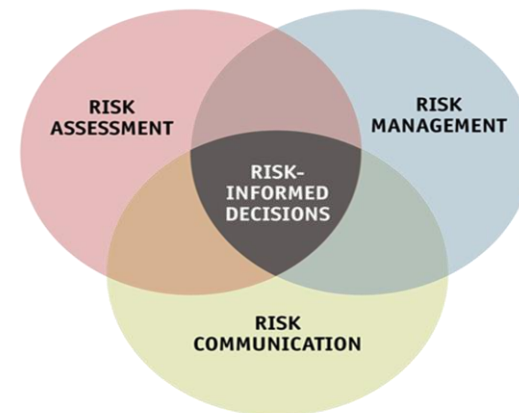 RISK
ASSESSMENT
RISK
MANAGEMENT
RISK-
INFORMED
DECISIONS
RISK
COMMUNICATION